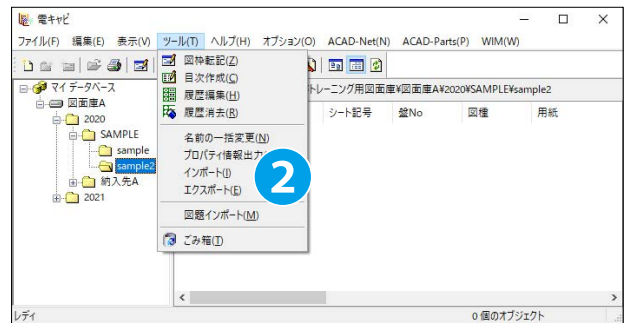 電キャビ
ファイル(F) 編集(E) 表示(V) ツール(T) ヘルプ(H) オプション(O) ACAD-Net(N) ACAD-Parts(P) WIM(W)
図枠転記(Z)
目次作成(C)
履歴編集(H)
履歴消去(R)
名前の一括変更(N)
プロパティ情報出力
インポート(I)
エクスポート(E)
図題インポート(M)
ごみ箱(T)
2
マイ データベース
図面庫A
2020
SAMPLE
sample
sample2
納入先A
2021
トレーニング用図面庫¥図面庫A¥2020¥SAMPLE¥sample2
シート記号 盤No 図種 用紙
レディ
0 個のオブジェクト